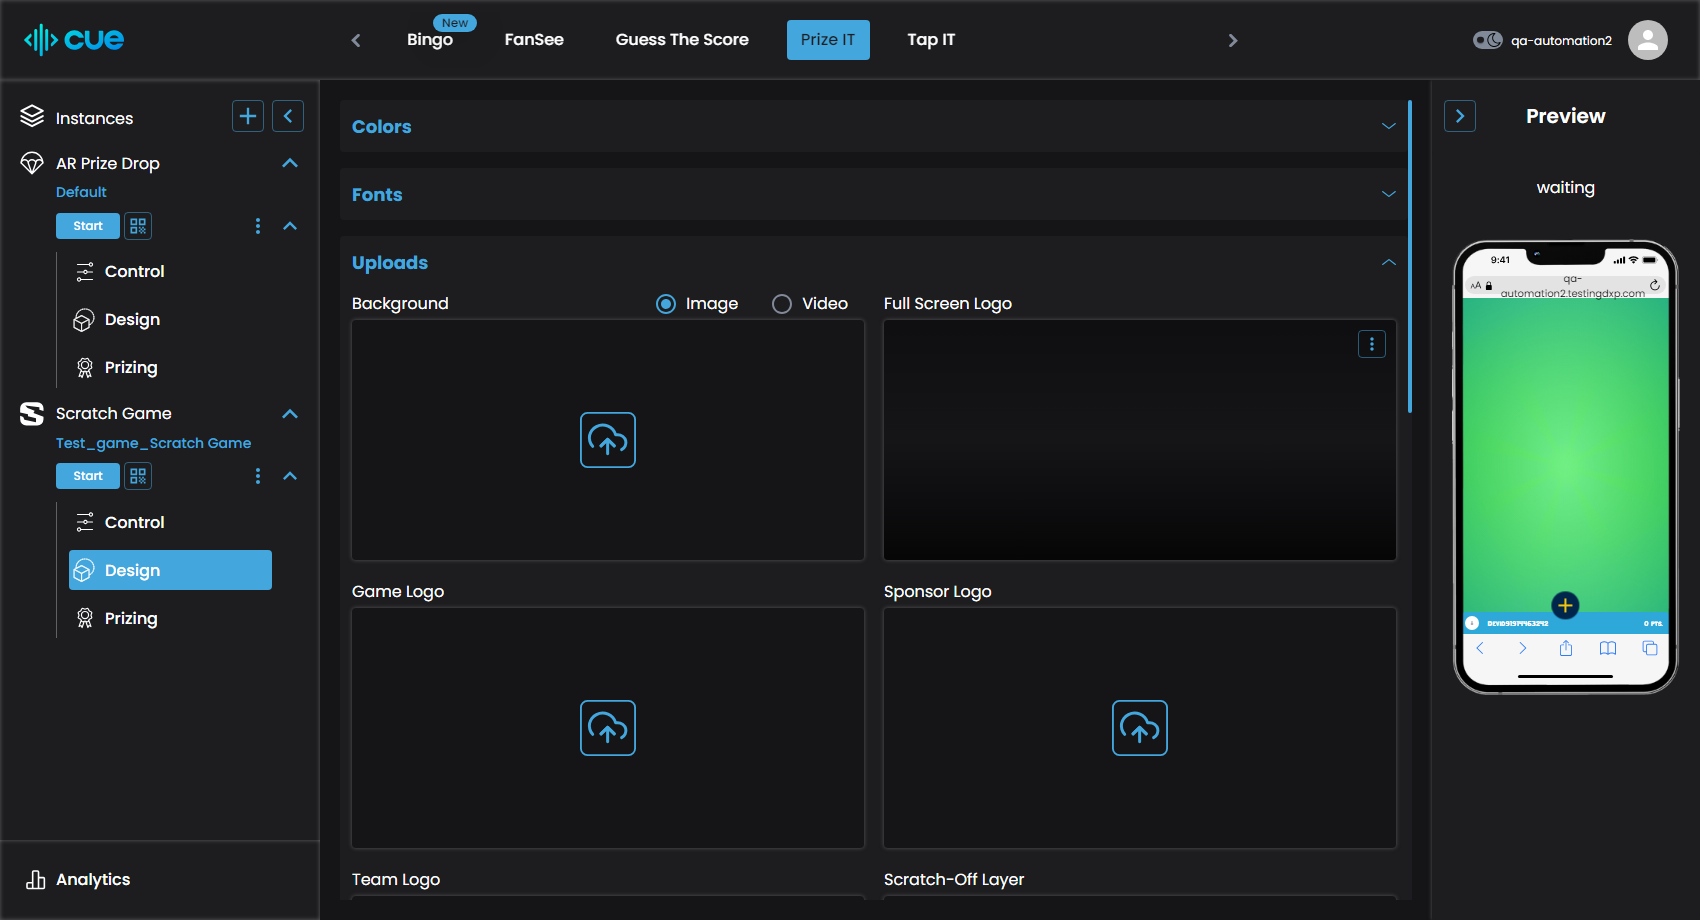 cue
New
Bingo
FanSee
Guess The Score
Prize IT
Tap IT
qa-automation2
Instances
AR Prize Drop
Default
Start
Control
Design
Prizing
Scratch Game
Test_game_Scratch Game
Start
Control
Design
Prizing
Analytics
Colors
Fonts
Uploads
Background
Image
Video
Full Screen Logo
Game Logo
Sponsor Logo
Team Logo
Scratch-Off Layer
Preview
waiting
9:41
AA
qa-
automation2.testingdxp.com
0 PTS.